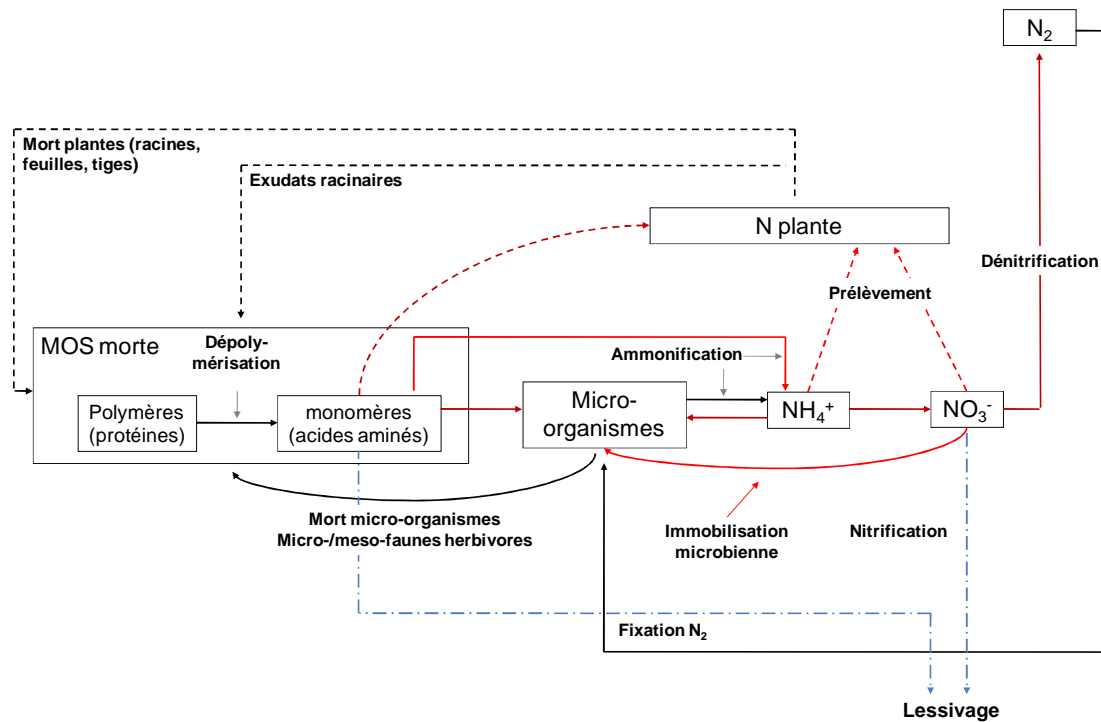 N₂
Mort plantes (racines,
feuilles, tiges)
Exudats racinaires
N plante
Dénitrification
Prélèvement
MOS morte
Dépoly-
mérisation
Ammonification
Polymères
(protéines)
monomères
(acides aminés)
Micro-
organismes
NH₄⁺
NO₃⁻
Mort micro-organismes
Micro-/meso-faunes herbivores
Immobilisation
microbienne
Nitrification
Fixation N₂
Lessivage